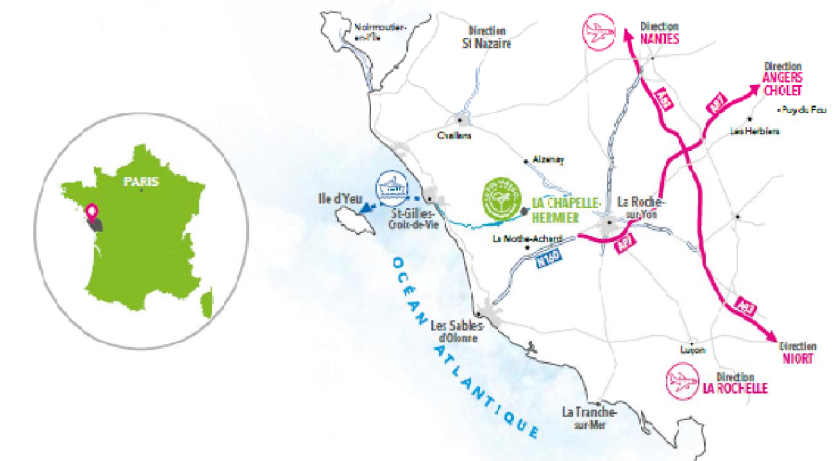 Noirmoutier-
en-l'Île
Direction
St Nazaire
Direction
NANTES
Direction
ANGERS
CHOLET
A87
Puy du Fou
Les Herbiers
Challans
Aizenay
PARIS
Ile d'Yeu
St-Gilles-
Croix-de-Vie
LA CHAPELLE-
HERMIER
La Roche-
sur-Yon
La Mothe-Achard
N160
A87
A83
OCÉAN ATLANTIQUE
Les Sables-
d'Olonne
Luçon
Direction
NIORT
Direction
LA ROCHELLE
La Tranche-
sur-Mer